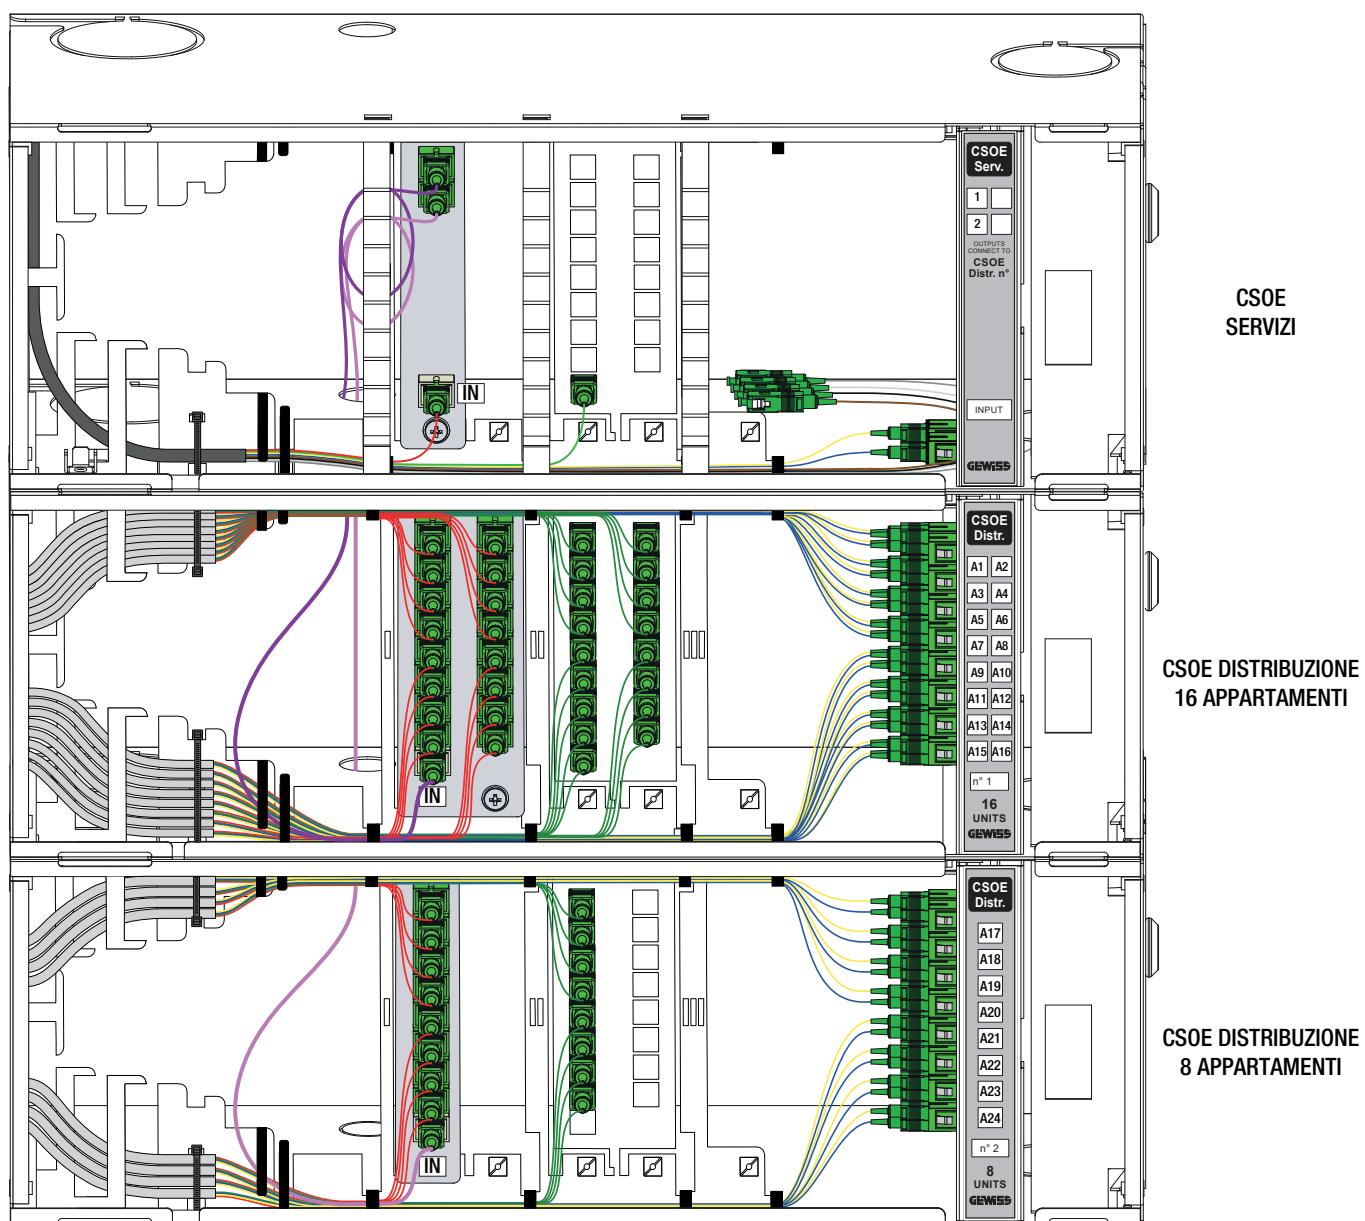 CSOE
Serv.
1
2
OUTPUTS
CONNECT TO
CSOE
Distr. n°
INPUT
GEWISS
IN
CSOE
SERVIZI
CSOE
Distr.
A1 A2
A3 A4
A5 A6
A7 A8
A9 A10
A11 A12
A13 A14
A15 A16
n° 1
16
UNITS
GEWISS
IN
CSOE DISTRIBUZIONE
16 APPARTAMENTI
CSOE
Distr.
A17
A18
A19
A20
A21
A22
A23
A24
n° 2
8
UNITS
GEWISS
IN
CSOE DISTRIBUZIONE
8 APPARTAMENTI